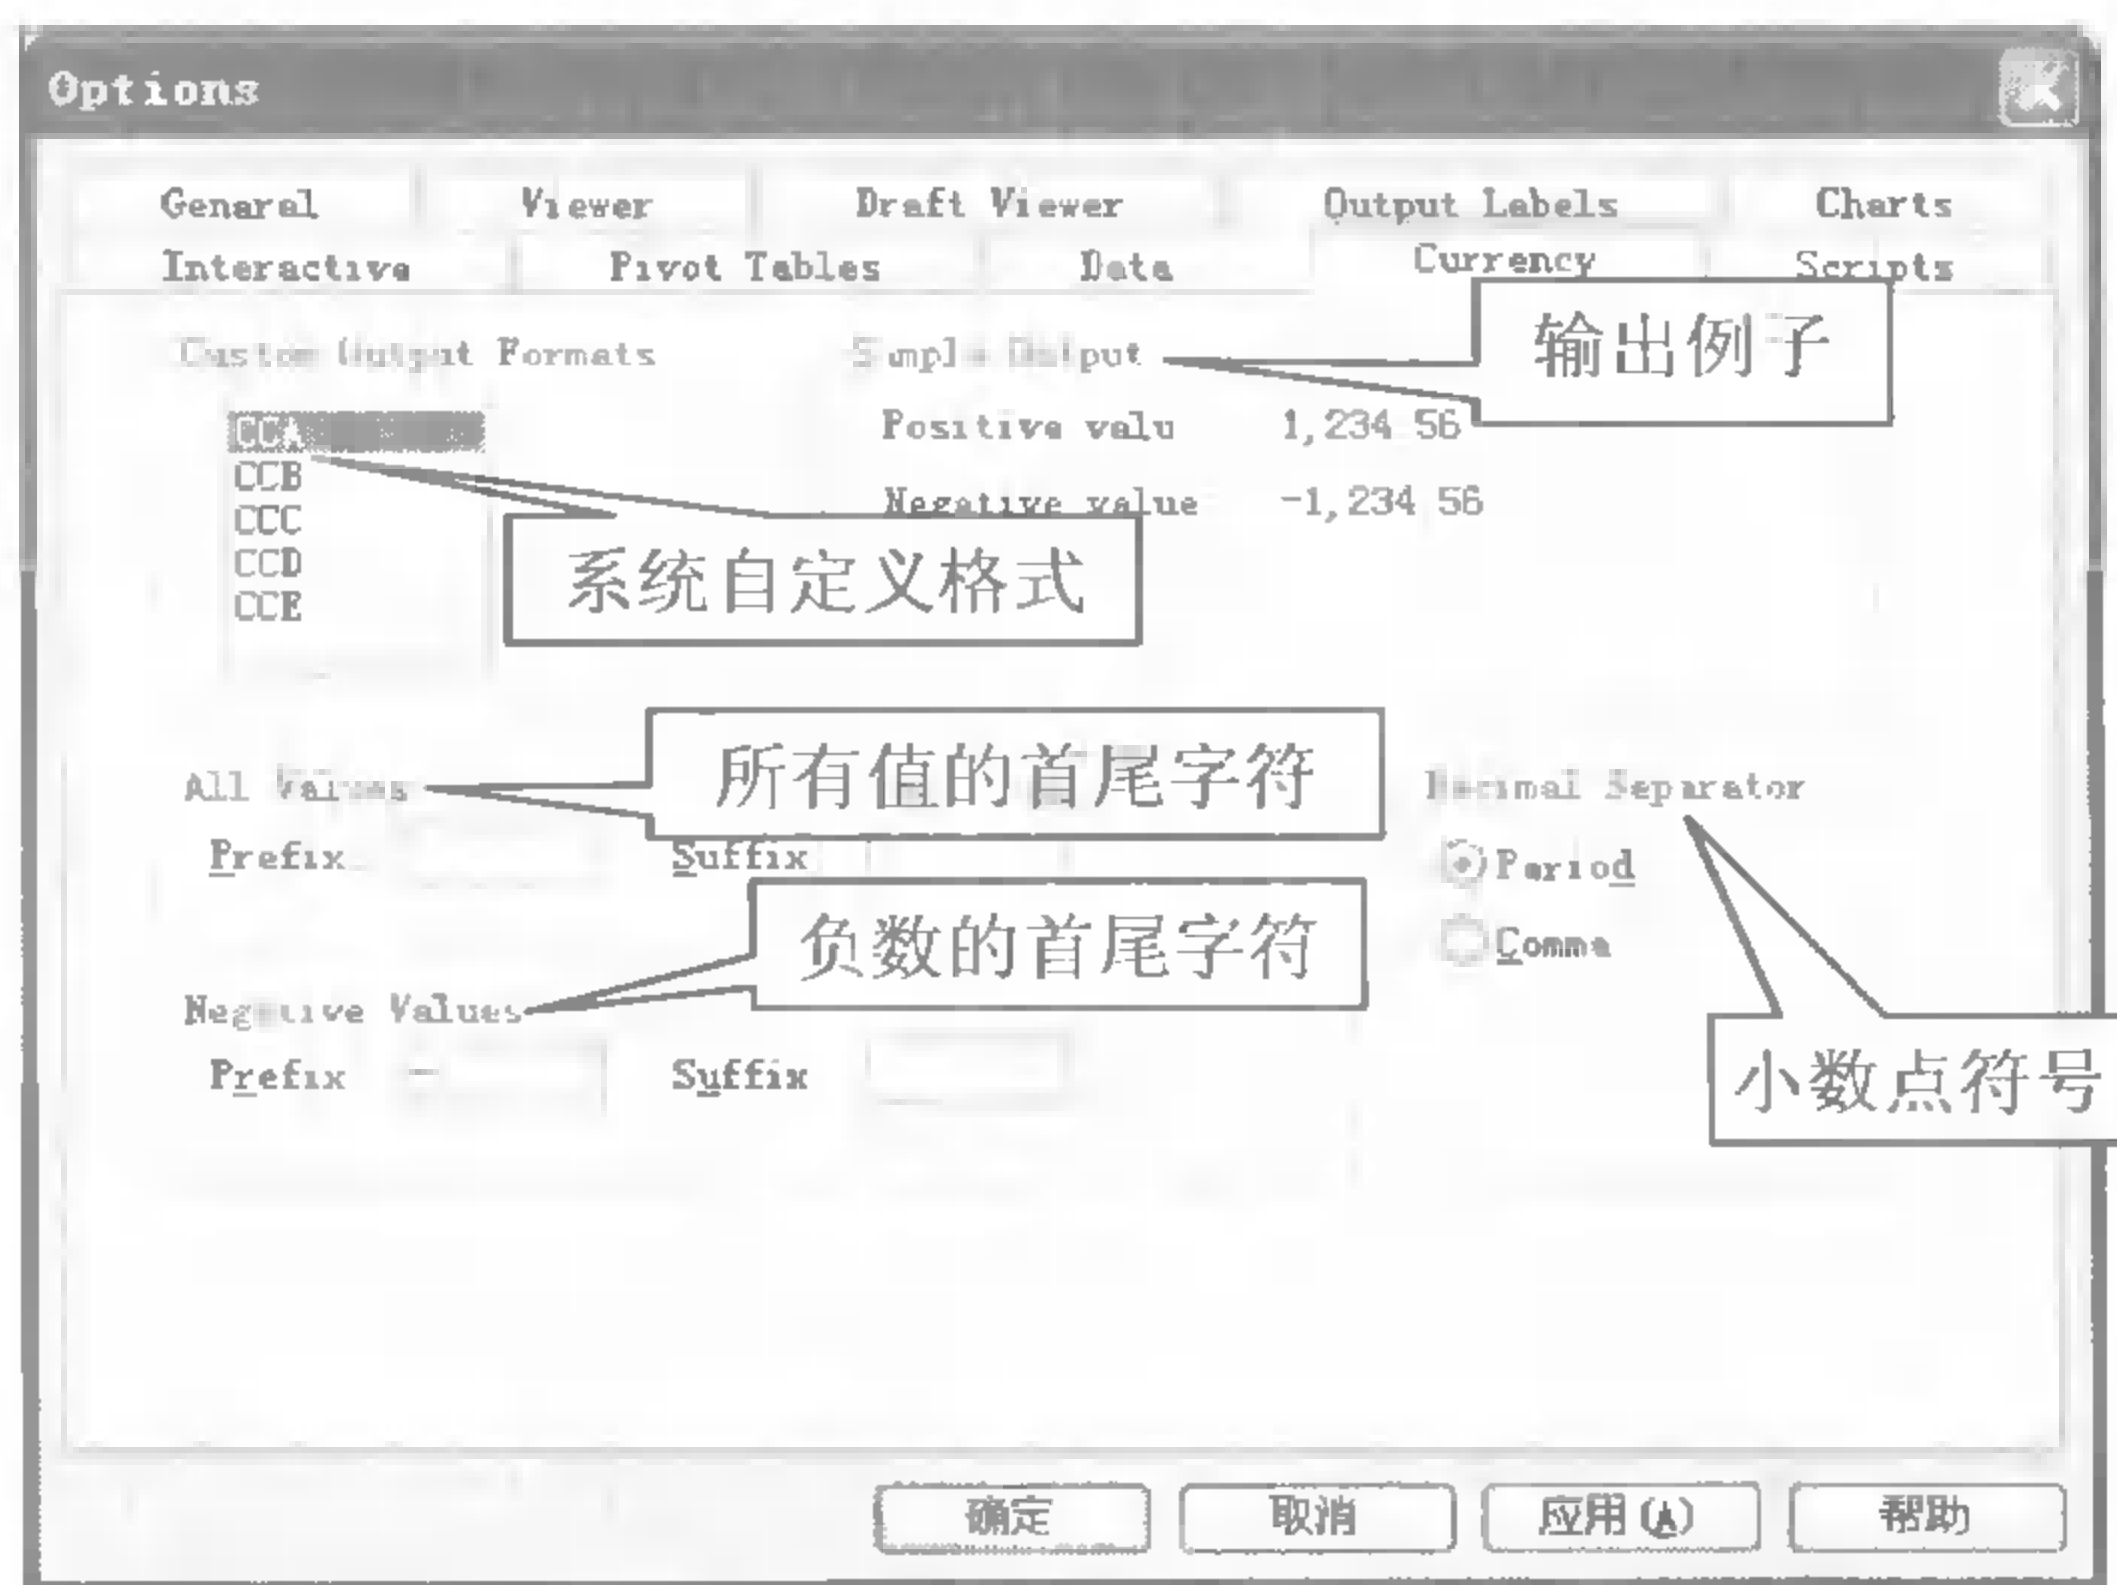 Options
General Viewer Draft Viewer Output Labels Charts
Interactive Pivot Tables Data Currency Scripts
Custom Output Formats Sample Output 输出例子
CCA Positive valu 1,234 56
CCB Negative value -1,234 56
CCC
CCD
CCE
系统自定义格式
All Values 所有值的首尾字符 Decimal Separator
Prefix Suffix Period
负数的首尾字符 Comma
Negative Values
Prefix - Suffix 小数点符号
确定 取消 应用(A) 帮助